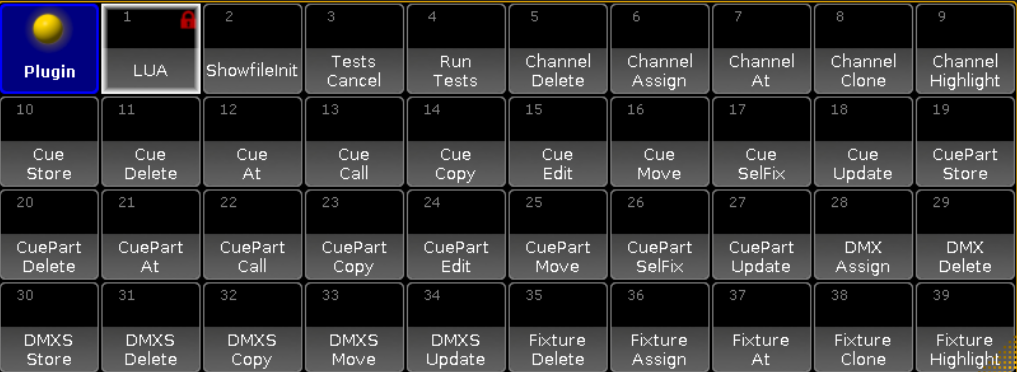 1 2 3 4 5 6 7 8 9
Plugin LUA ShowfileInit Tests Cancel Run Tests Channel Delete Channel Assign Channel At Channel Clone Channel Highlight
10 11 12 13 14 15 16 17 18 19
Cue Store Cue Delete Cue At Cue Call Cue Copy Cue Edit Cue Move Cue SelFix Cue Update CuePart Store
20 21 22 23 24 25 26 27 28 29
CuePart Delete CuePart At CuePart Call CuePart Copy CuePart Edit CuePart Move CuePart SelFix CuePart Update DMX Assign DMX Delete
30 31 32 33 34 35 36 37 38 39
DMXS Store DMXS Delete DMXS Copy DMXS Move DMXS Update Fixture Delete Fixture Assign Fixture At Fixture Clone Fixture Highlight